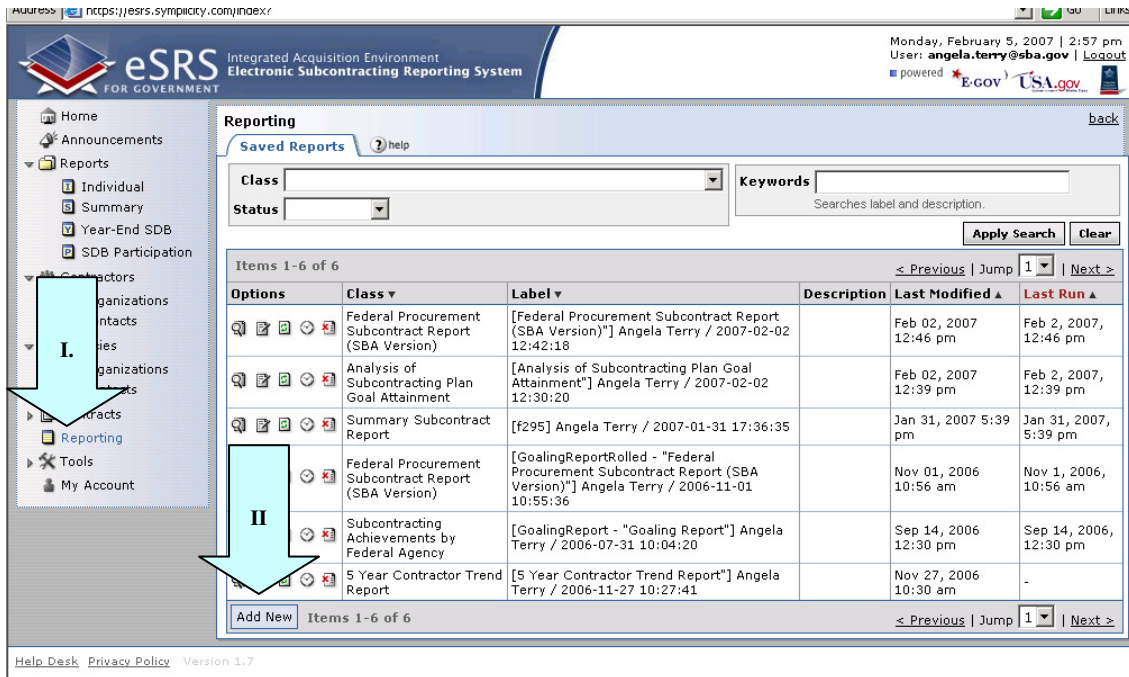 Address https://esrs.symplicity.com/index? Go Links
eSRS
FOR GOVERNMENT
Integrated Acquisition Environment
Electronic Subcontracting Reporting System
Monday, February 5, 2007 | 2:57 pm
User: angela.terry@sba.gov | Logout
powered E-GOV USA.gov
Home
Announcements
Reports
I Individual
S Summary
Y Year-End SDB
P SDB Participation
I.
Reporting
Tools
My Account
Reporting back
Saved Reports ? help
Class
Status
Keywords
Searches label and description.
Apply Search Clear
Items 1-6 of 6 < Previous | Jump 1 | Next >
Options Class Label Description Last Modified Last Run
Federal Procurement Subcontract Report (SBA Version) [Federal Procurement Subcontract Report (SBA Version)"] Angela Terry / 2007-02-02 12:42:18 Feb 02, 2007 12:46 pm Feb 2, 2007, 12:46 pm
Analysis of Subcontracting Plan Goal Attainment [Analysis of Subcontracting Plan Goal Attainment"] Angela Terry / 2007-02-02 12:30:20 Feb 02, 2007 12:39 pm Feb 2, 2007, 12:39 pm
Summary Subcontract Report [f295] Angela Terry / 2007-01-31 17:36:35 Jan 31, 2007 5:39 pm Jan 31, 2007, 5:39 pm
Federal Procurement Subcontract Report (SBA Version) [GoalingReportRolled - "Federal Procurement Subcontract Report (SBA Version)"] Angela Terry / 2006-11-01 10:55:36 Nov 01, 2006 10:56 am Nov 1, 2006, 10:56 am
II
Subcontracting Achievements by Federal Agency [GoalingReport - "Goaling Report"] Angela Terry / 2006-07-31 10:04:20 Sep 14, 2006 12:30 pm Sep 14, 2006, 12:30 pm
5 Year Contractor Trend Report [5 Year Contractor Trend Report"] Angela Terry / 2006-11-27 10:27:41 Nov 27, 2006 10:30 am -
Add New Items 1-6 of 6 < Previous | Jump 1 | Next >
Help Desk Privacy Policy Version 1.7